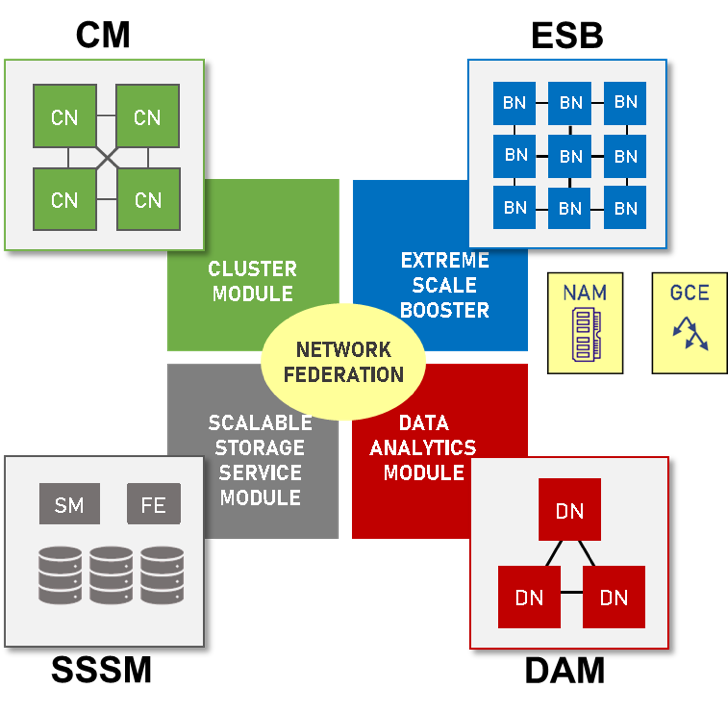 CM
ESB
CN CN
CN CN
BN BN BN
BN BN BN
BN BN BN
CLUSTER
MODULE
EXTREME
SCALE
BOOSTER
NAM
GCE
NETWORK
FEDERATION
SCALABLE
STORAGE
SERVICE
MODULE
DATA
ANALYTICS
MODULE
SM FE
DN
DN DN
SSSM
DAM